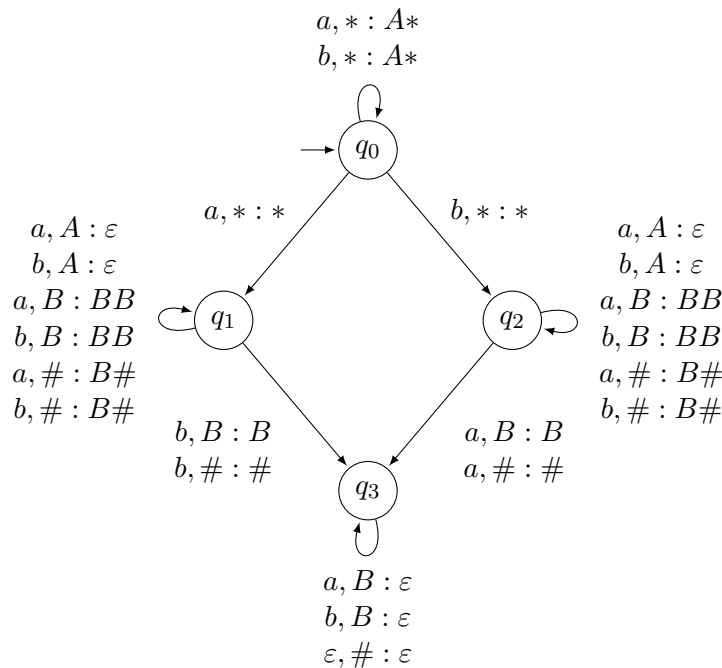 a, * : A*
b, * : A*
q₀
a, * : *
b, * : *
a, A : ε
b, A : ε
a, B : BB
b, B : BB
a, # : B#
b, # : B#
q₁
q₂
a, A : ε
b, A : ε
a, B : BB
b, B : BB
a, # : B#
b, # : B#
b, B : B
b, # : #
a, B : B
a, # : #
q₃
a, B : ε
b, B : ε
ε, # : ε